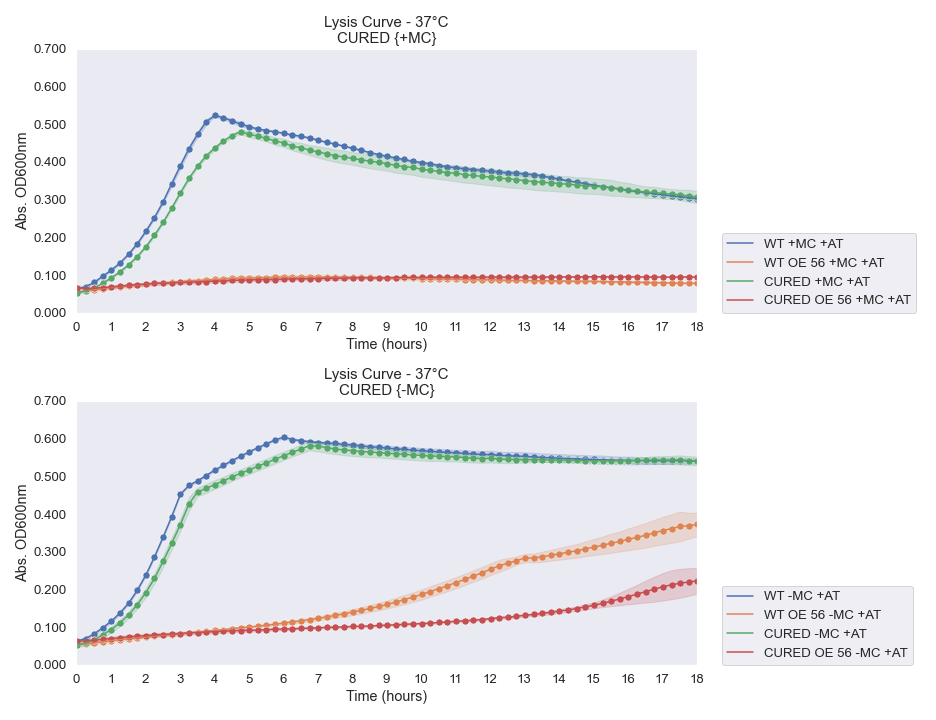 Lysis Curve - 37°C
CURED {+MC}
0.700
0.600
0.500
0.400
0.300
0.200
0.100
0.000
Abs. OD600nm
0 1 2 3 4 5 6 7 8 9 10 11 12 13 14 15 16 17 18
Time (hours)
WT +MC +AT
WT OE 56 +MC +AT
CURED +MC +AT
CURED OE 56 +MC +AT
Lysis Curve - 37°C
CURED {-MC}
0.700
0.600
0.500
0.400
0.300
0.200
0.100
0.000
Abs. OD600nm
0 1 2 3 4 5 6 7 8 9 10 11 12 13 14 15 16 17 18
Time (hours)
WT -MC +AT
WT OE 56 -MC +AT
CURED -MC +AT
CURED OE 56 -MC +AT